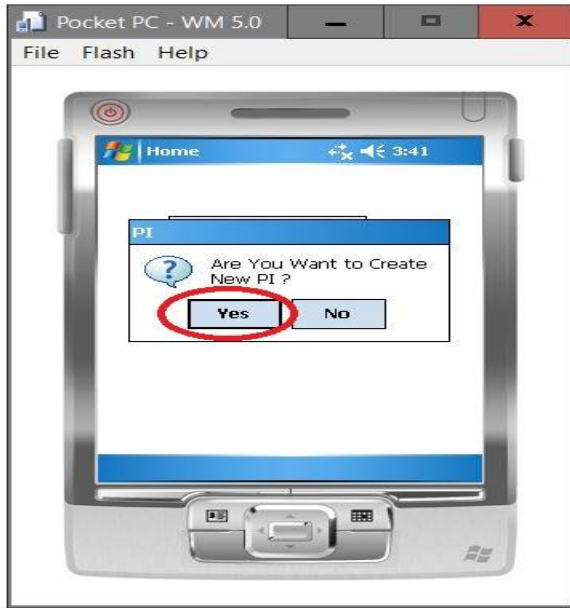 Pocket PC - WM 5.0
File Flash Help
Home 3:41
PI
Are You Want to Create
New PI ?
Yes No